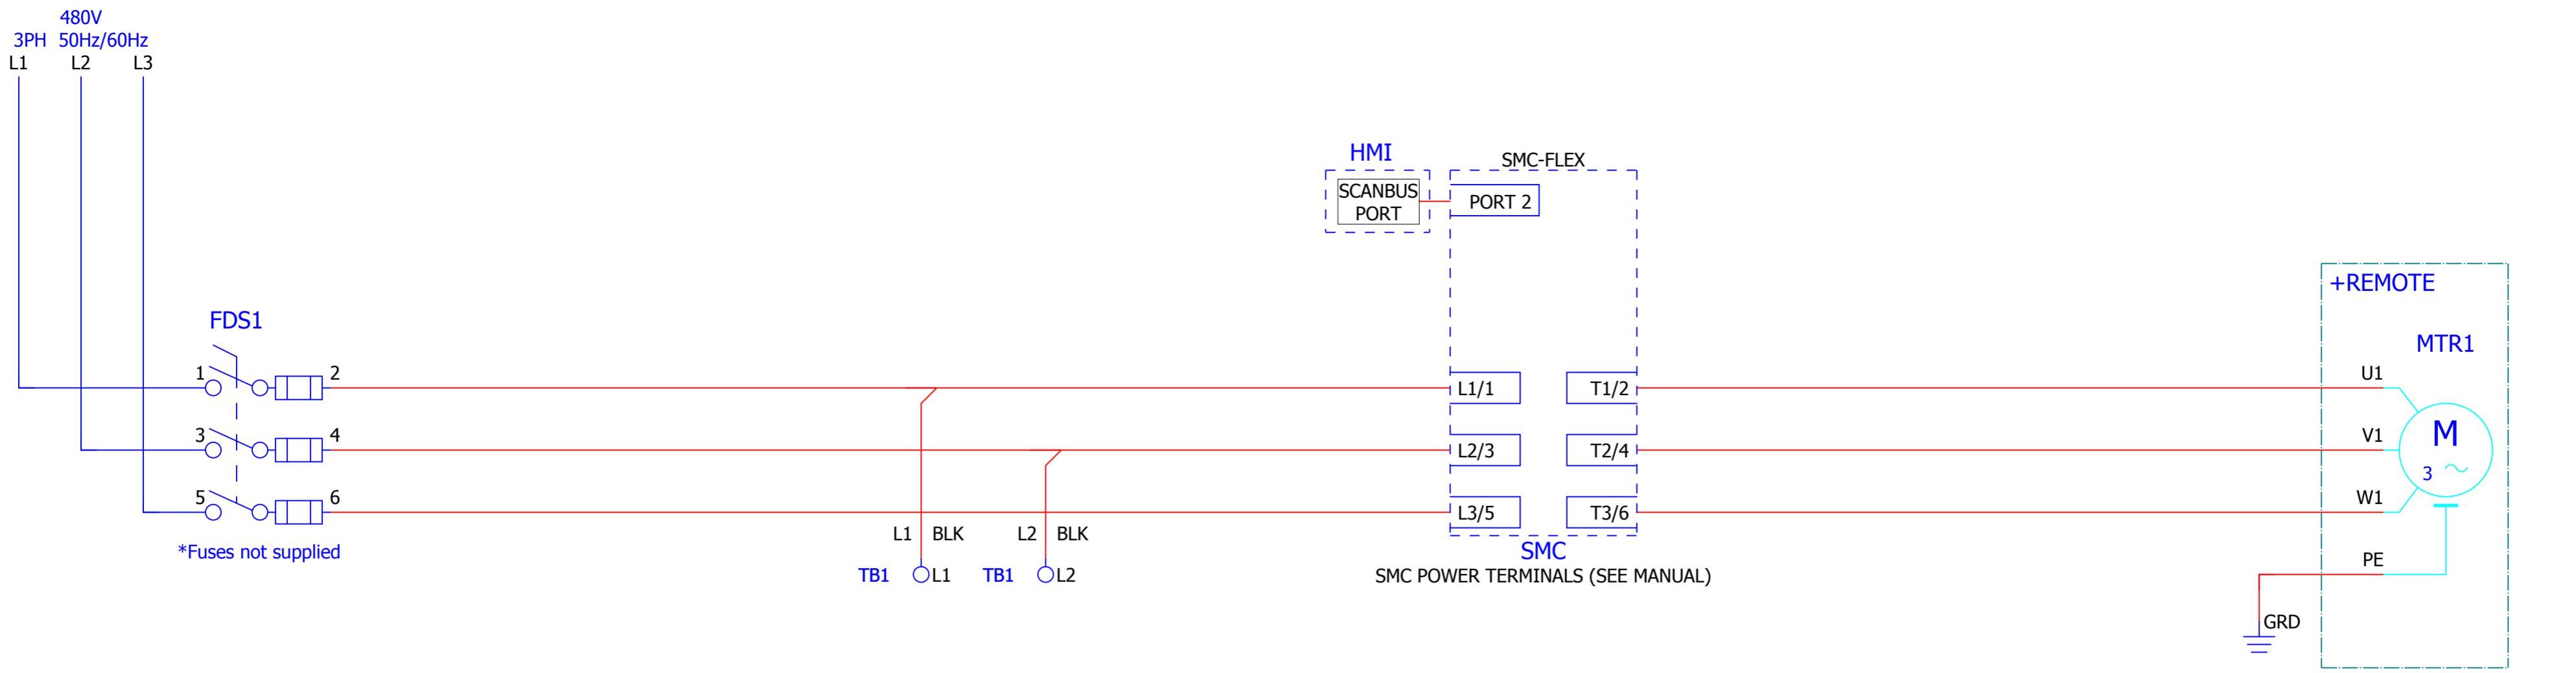 480V
3PH 50Hz/60Hz
L1 L2 L3
HMI
SMC-FLEX
SCANBUS
PORT
PORT 2
+REMOTE
FDS1
MTR1
1 2 L1/1 T1/2 U1
3 4 L2/3 T2/4 V1
M
3
5 6 L3/5 T3/6 W1
L1 BLK L2 BLK
*Fuses not supplied
SMC
TB1 L1 TB1 L2
SMC POWER TERMINALS (SEE MANUAL)
PE
GRD